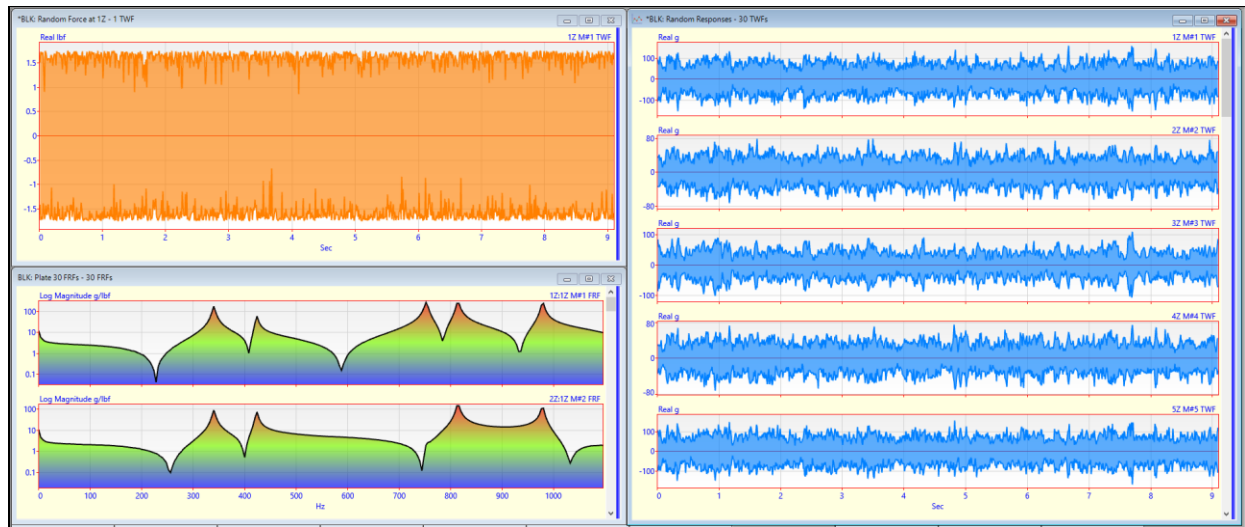 *BLK: Random Force at 1Z - 1 TWF
Real lbf 1Z M#1 TWF
1.5
1
0.5
0
-0.5
-1
-1.5
0 1 2 3 4 5 6 7 8 9
Sec
BLK: Plate 30 FRFs - 30 FRFs
Log Magnitude g/lbf 1Z:1Z M#1 FRF
100
10
1
0.1
Log Magnitude g/lbf 2Z:1Z M#2 FRF
100
10
1
0.1
0 100 200 300 400 500 600 700 800 900 1000
Hz
*BLK: Random Responses - 30 TWFs
Real g 1Z M#1 TWF
100
0
-100
Real g 2Z M#2 TWF
80
0
-80
Real g 3Z M#3 TWF
100
0
-100
Real g 4Z M#4 TWF
80
0
-80
Real g 5Z M#5 TWF
100
0
-100
0 1 2 3 4 5 6 7 8 9
Sec